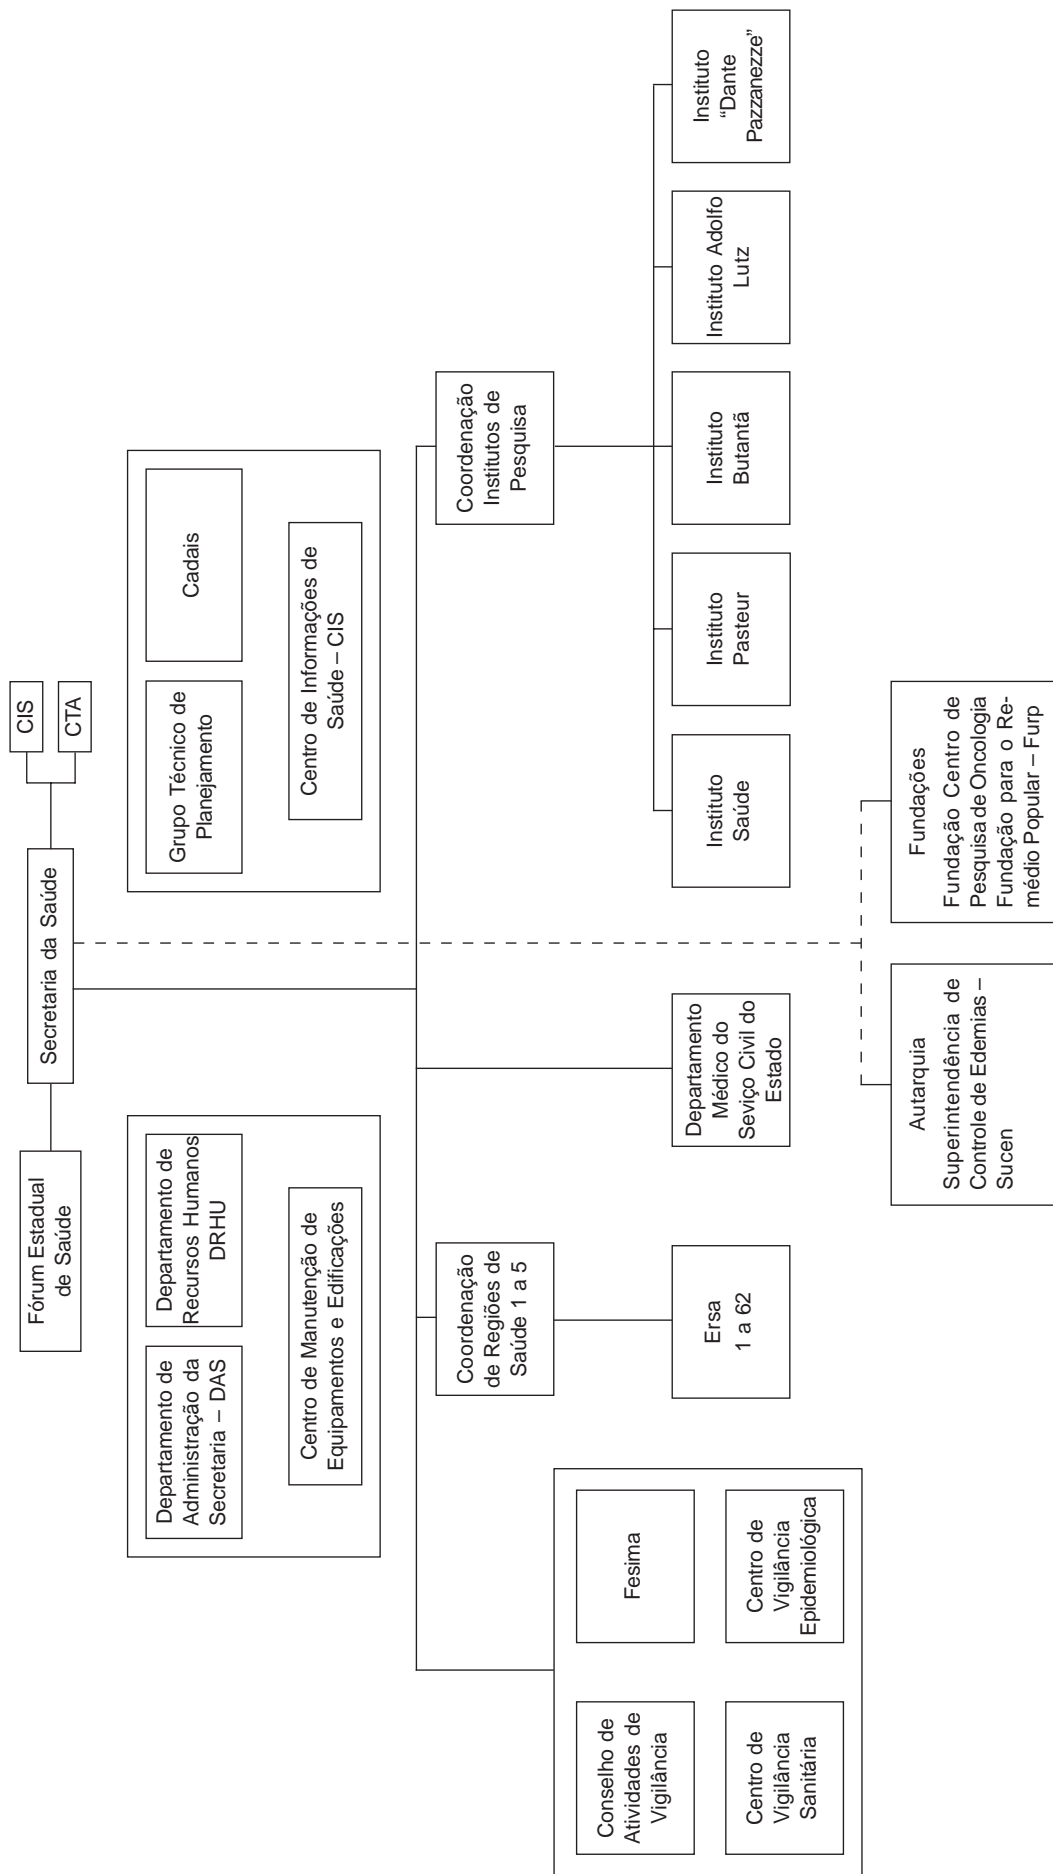 Fórum Estadual
de Saúde
Secretaria da Saúde
CIS
CTA
Departamento de
Administração da
Secretaria – DAS
Departamento de
Recursos Humanos
DRHU
Centro de Manutenção de
Equipamentos e Edificações
Grupo Técnico de
Planejamento
Cadais
Centro de Informações de
Saúde – CIS
Coordenação
de Regiões de
Saúde 1 a 5
Coordenação
Institutos de
Pesquisa
Conselho de
Atividades de
Vigilância
Fesima
Centro de
Vigilância
Sanitária
Centro de
Vigilância
Epidemiológica
Ersa
1 a 62
Departamento
Médico do
Seviço Civil do
Estado
Instituto
Saúde
Instituto
Pasteur
Instituto
Butantã
Instituto Adolfo
Lutz
Instituto
“Dante
Pazzanezze”
Autarquia
Superintendência de
Controle de Edemias –
Sucen
Fundações
Fundação Centro de
Pesquisa de Oncologia
Fundação para o Re-
médio Popular – Furp